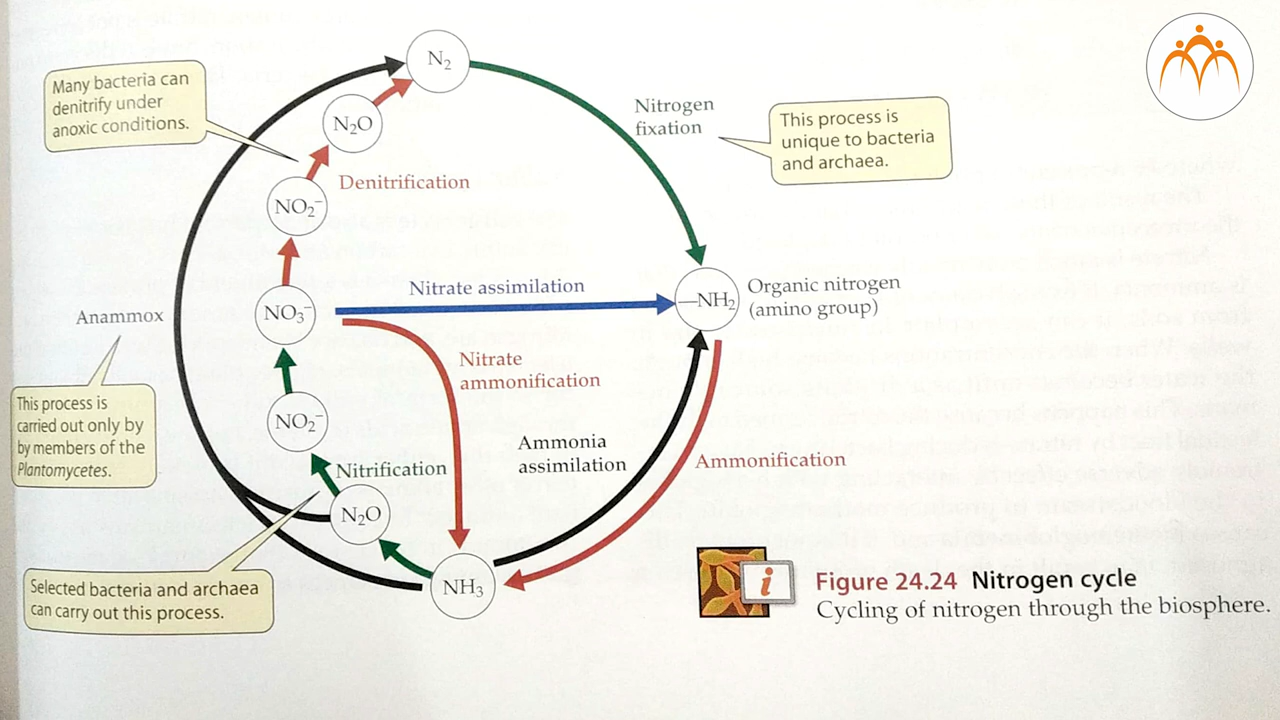 N₂
Many bacteria can
denitrify under
anoxic conditions.
N₂O
Nitrogen
fixation
This process is
unique to bacteria
and archaea.
Denitrification
NO₂⁻
Nitrate assimilation
—NH₂
Organic nitrogen
(amino group)
NO₃⁻
Anammox
Nitrate
ammonification
This process is
carried out only by
by members of the
Plantomycetes.
NO₂⁻
Ammonia
assimilation
Ammonification
Nitrification
N₂O
Selected bacteria and archaea
can carry out this process.
NH₃
i
Figure 24.24 Nitrogen cycle
Cycling of nitrogen through the biosphere.